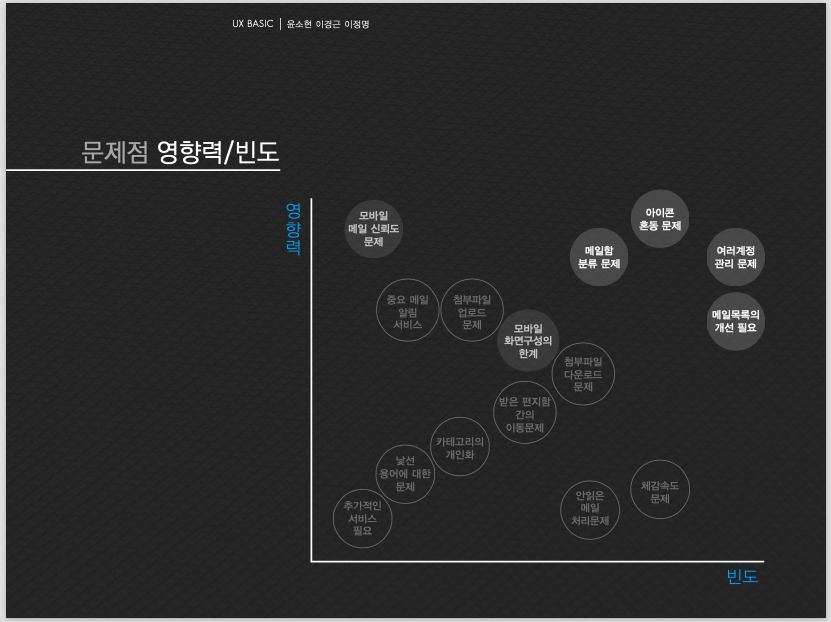 UX BASIC | 윤소현 이경근 이정명
문제점 영향력/빈도
영향력
모바일
메일 신뢰도
문제
아이콘
혼동 문제
메일함
분류 문제
여러계정
관리 문제
중요 메일
알림
서비스
첨부파일
업로드
문제
메일목록의
개선 필요
모바일
화면구성의
한계
첨부파일
다운로드
문제
받은 편지함
간의
이동문제
카테고리의
개인화
낯선
용어에 대한
문제
추가적인
서비스
필요
안읽은
메일
처리문제
체감속도
문제
빈도